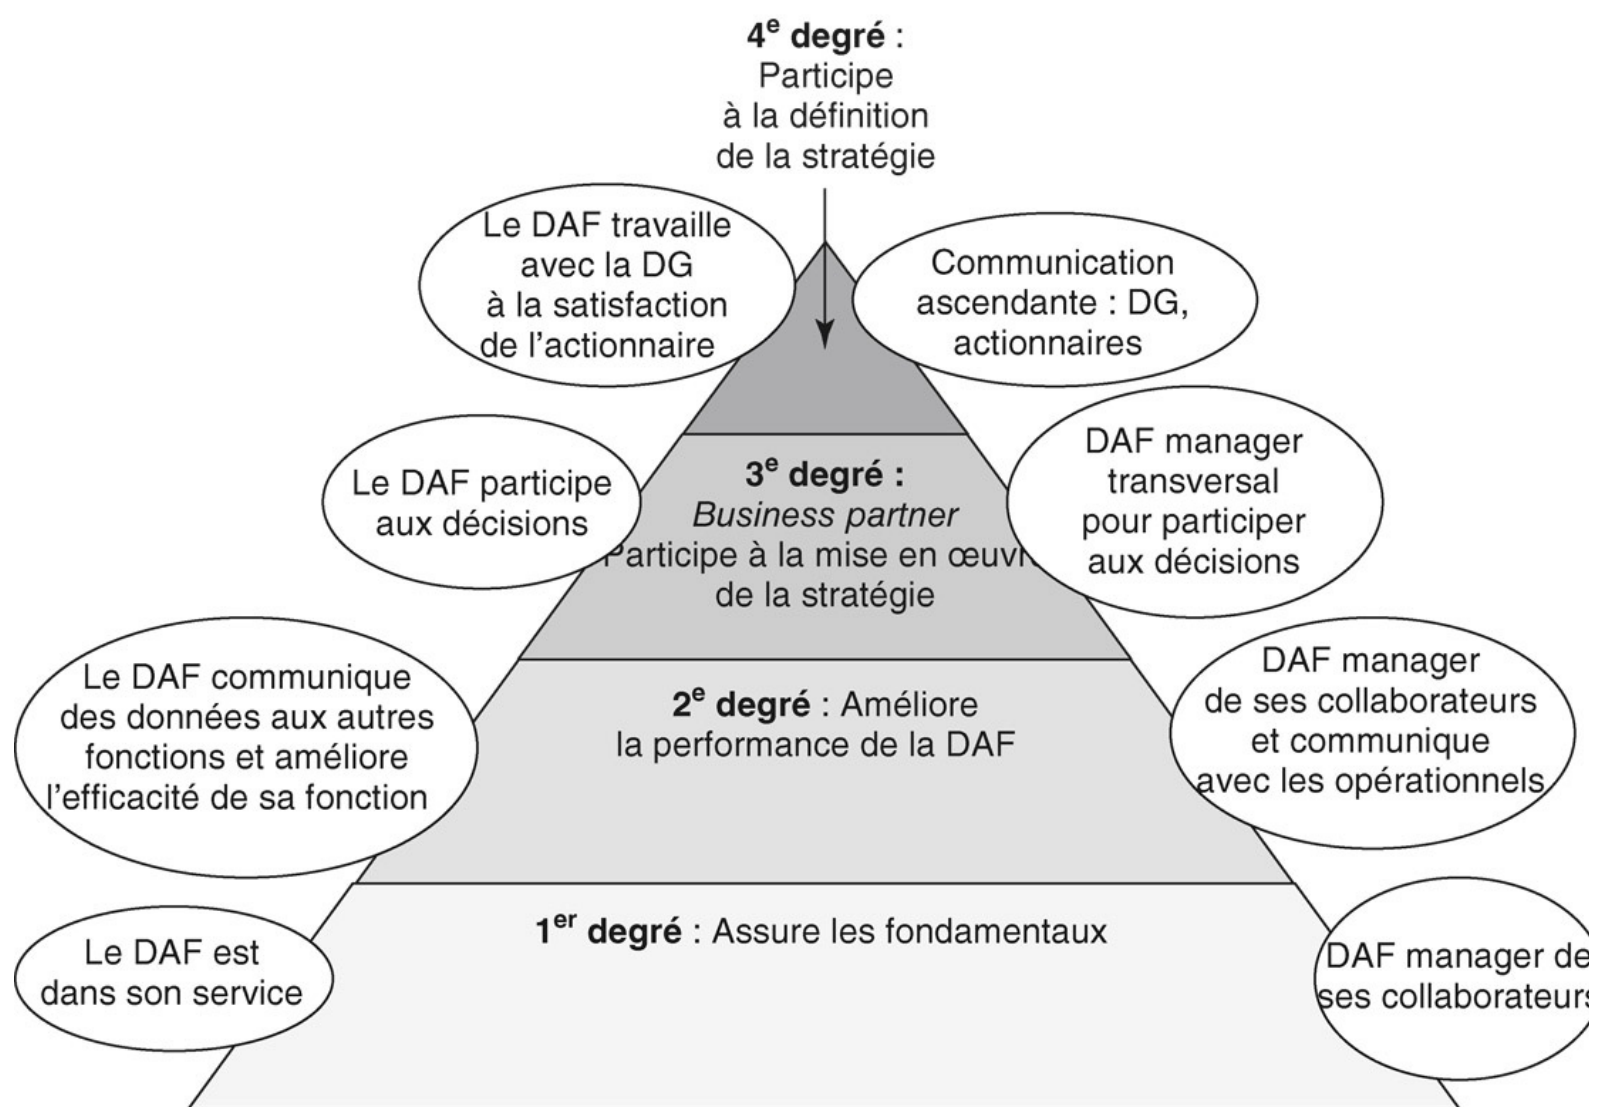 4e degré :
Participe
à la définition
de la stratégie
Le DAF travaille
avec la DG
à la satisfaction
de l'actionnaire
Communication
ascendante : DG,
actionnaires
Le DAF participe
aux décisions
3e degré :
Business partner
Participe à la mise en œuvr
de la stratégie
DAF manager
transversal
pour participer
aux décisions
Le DAF communique
des données aux autres
fonctions et améliore
l'efficacité de sa fonction
2e degré : Améliore
la performance de la DAF
DAF manager
de ses collaborateurs
et communique
avec les opérationnels
Le DAF est
dans son service
1er degré : Assure les fondamentaux
DAF manager de
ses collaborateurs